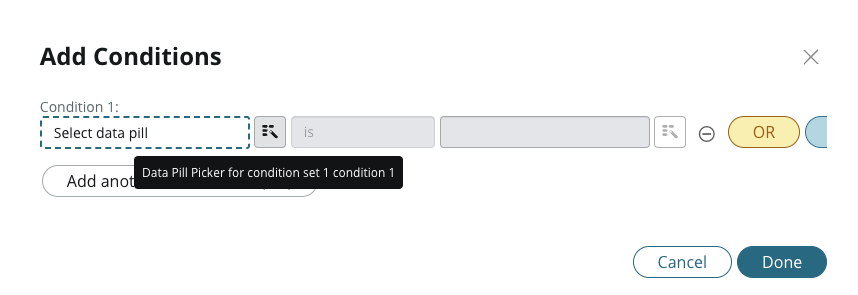 Add Conditions
Condition 1:
Select data pill
is
OR
Data Pill Picker for condition set 1 condition 1
Add
Cancel
Done